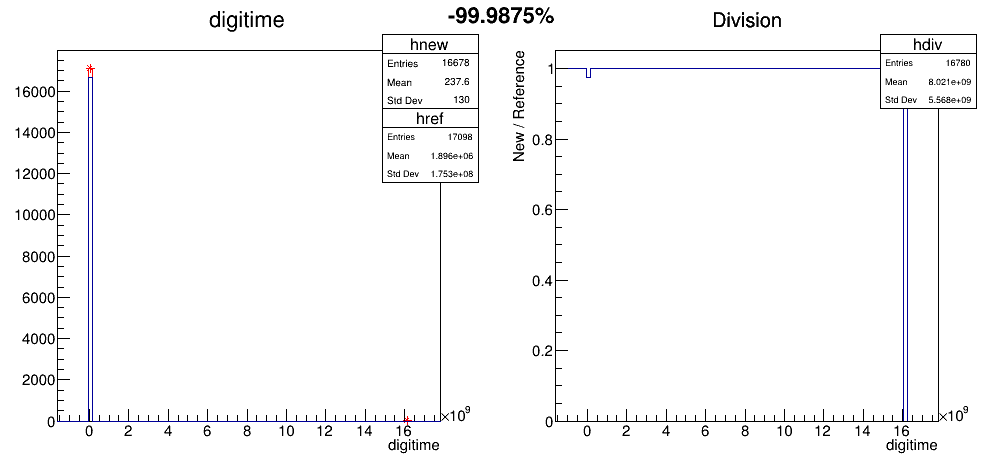 -99.9875%
digitime
hnew
Entries 16678
Mean 237.6
Std Dev 130
href
Entries 17098
Mean 1.896e+06
Std Dev 1.753e+08
16000
14000
12000
10000
8000
6000
4000
2000
0
0 2 4 6 8 10 12 14 16
×10^9
digitime
Division
hdiv
Entries 16780
Mean 8.021e+09
Std Dev 5.568e+09
New / Reference
1
0.8
0.6
0.4
0.2
0
0 2 4 6 8 10 12 14 16
×10^9
digitime